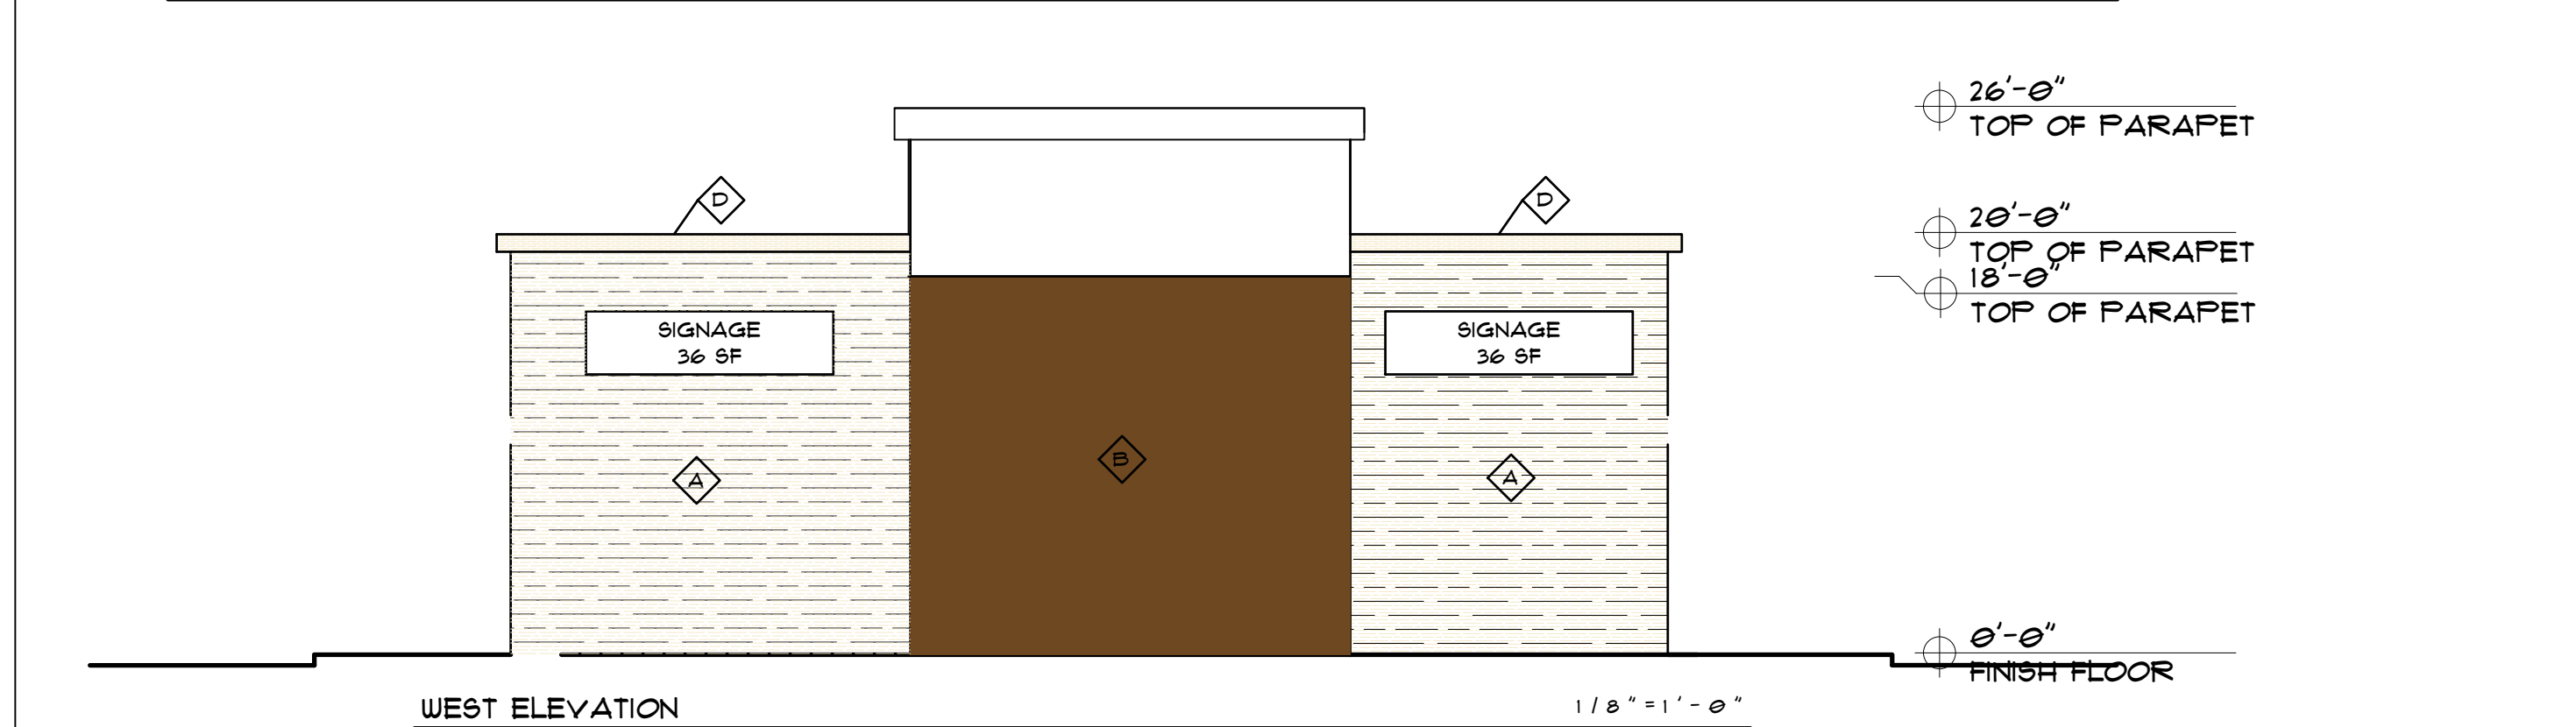 26'-0"
TOP OF PARAPET
D
D
20'-0"
TOP OF PARAPET
18'-0"
TOP OF PARAPET
SIGNAGE
36 SF
SIGNAGE
36 SF
A
B
A
0'-0"
FINISH FLOOR
WEST ELEVATION
1/8"=1'-0"